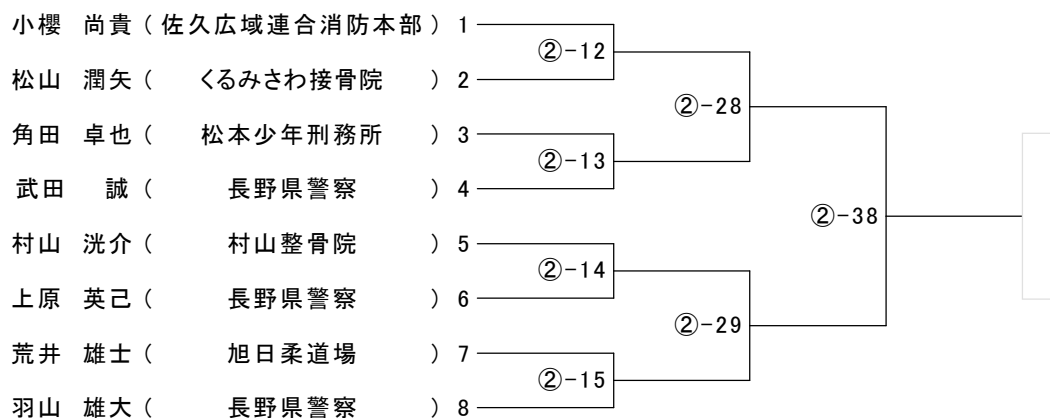 小櫻 尚貴 ( 佐久広域連合消防本部 ) 1
②-12
松山 潤矢 ( くるみさわ接骨院 ) 2
②-28
角田 卓也 ( 松本少年刑務所 ) 3
②-13
武田 誠 ( 長野県警察 ) 4
②-38
村山 洸介 ( 村山整骨院 ) 5
②-14
上原 英己 ( 長野県警察 ) 6
②-29
荒井 雄士 ( 旭日柔道場 ) 7
②-15
羽山 雄大 ( 長野県警察 ) 8